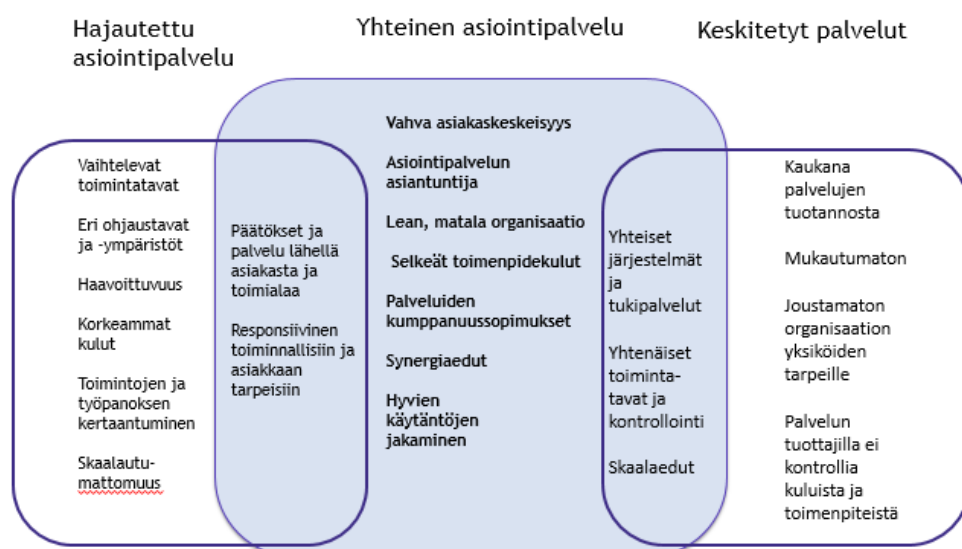 Hajautettu
asiointipalvelu
Yhteinen asiointipalvelu
Keskitetyt palvelut
Vaihtelevat
toimintatavat
Eri ohjaustavat
ja -ympäristöt
Haavoittuvuus
Korkeammat
kulut
Toimintojen ja
työpanoksen
kertaantuminen
Skaalautu-
mattomuus
Päätökset ja
palvelu lähellä
asiakasta ja
toimialaa
Responsiivinen
toiminnallisiin ja
asiakkaan
tarpeisiin
Vahva asiakaskeskeisyys
Asiointipalvelun
asiantuntija
Lean, matala organisaatio
Selkeät toimenpidekulut
Palveluiden
kumppanuussopimukset
Synergiaedut
Hyvien
käytäntöjen
jakaminen
Yhteiset
järjestelmät
ja
tukipalvelut
Yhtenäiset
toiminta-
tavat ja
kontrollointi
Skaalaedut
Kaukana
palvelujen
tuotannosta
Mukautumaton
Joustamaton
organisaation
yksiköiden
tarpeille
Palvelun
tuottajilla ei
kontrollia
kuluista ja
toimenpiteistä